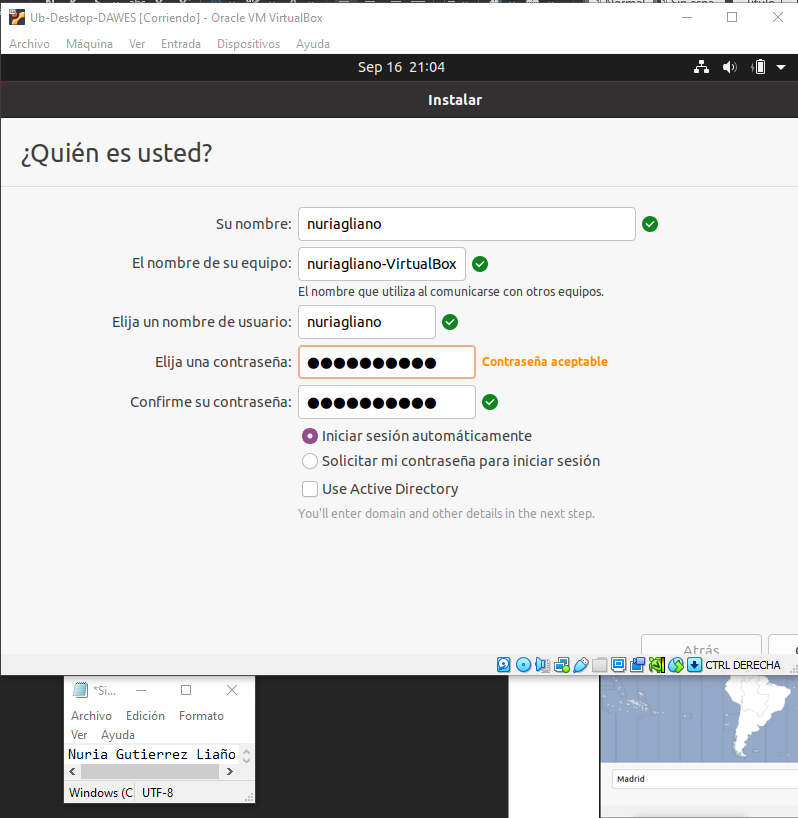 Ub-Desktop-DAWES [Corriendo] - Oracle VM VirtualBox
Archivo Máquina Ver Entrada Dispositivos Ayuda
Sep 16 21:04
Instalar
¿Quién es usted?
Su nombre: nuriagliano
El nombre de su equipo: nuriagliano-VirtualBox
El nombre que utiliza al comunicarse con otros equipos.
Elija un nombre de usuario: nuriagliano
Elija una contraseña: ●●●●●●●●●● Contraseña aceptable
Confirme su contraseña: ●●●●●●●●●●
Iniciar sesión automáticamente
Solicitar mi contraseña para iniciar sesión
Use Active Directory
You'll enter domain and other details in the next step.
Atrás
CTRL DERECHA
*Si...
Archivo Edición Formato
Ver Ayuda
Nuria Gutierrez Liaño
Windows (C UTF-8
Madrid